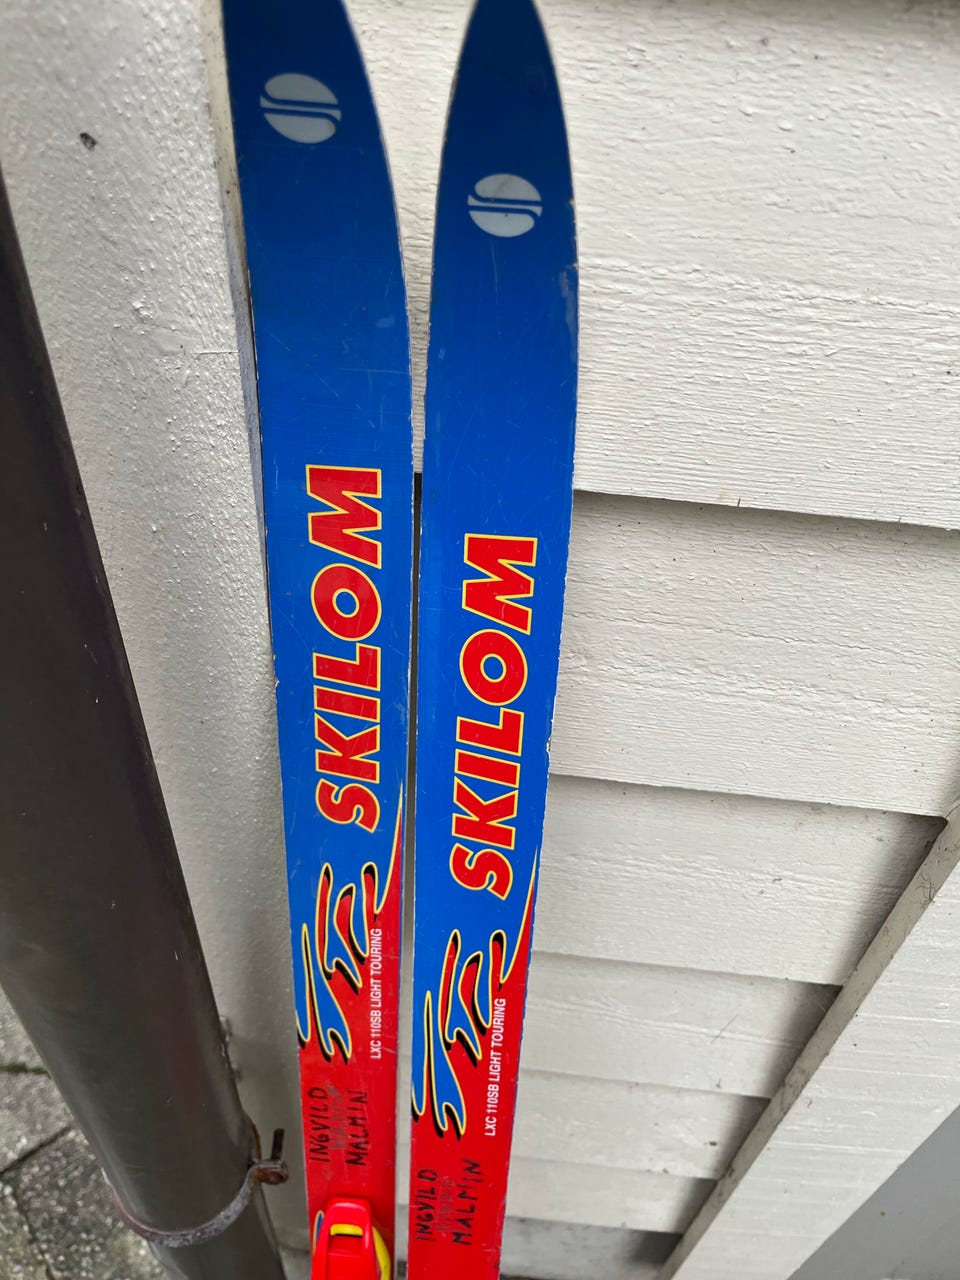 SKILOM
LXC 110SB LIGHT TOURING
INGVILD
MALMIN
SKILOM
LXC 110SB LIGHT TOURING
INGVILD
MALMIN